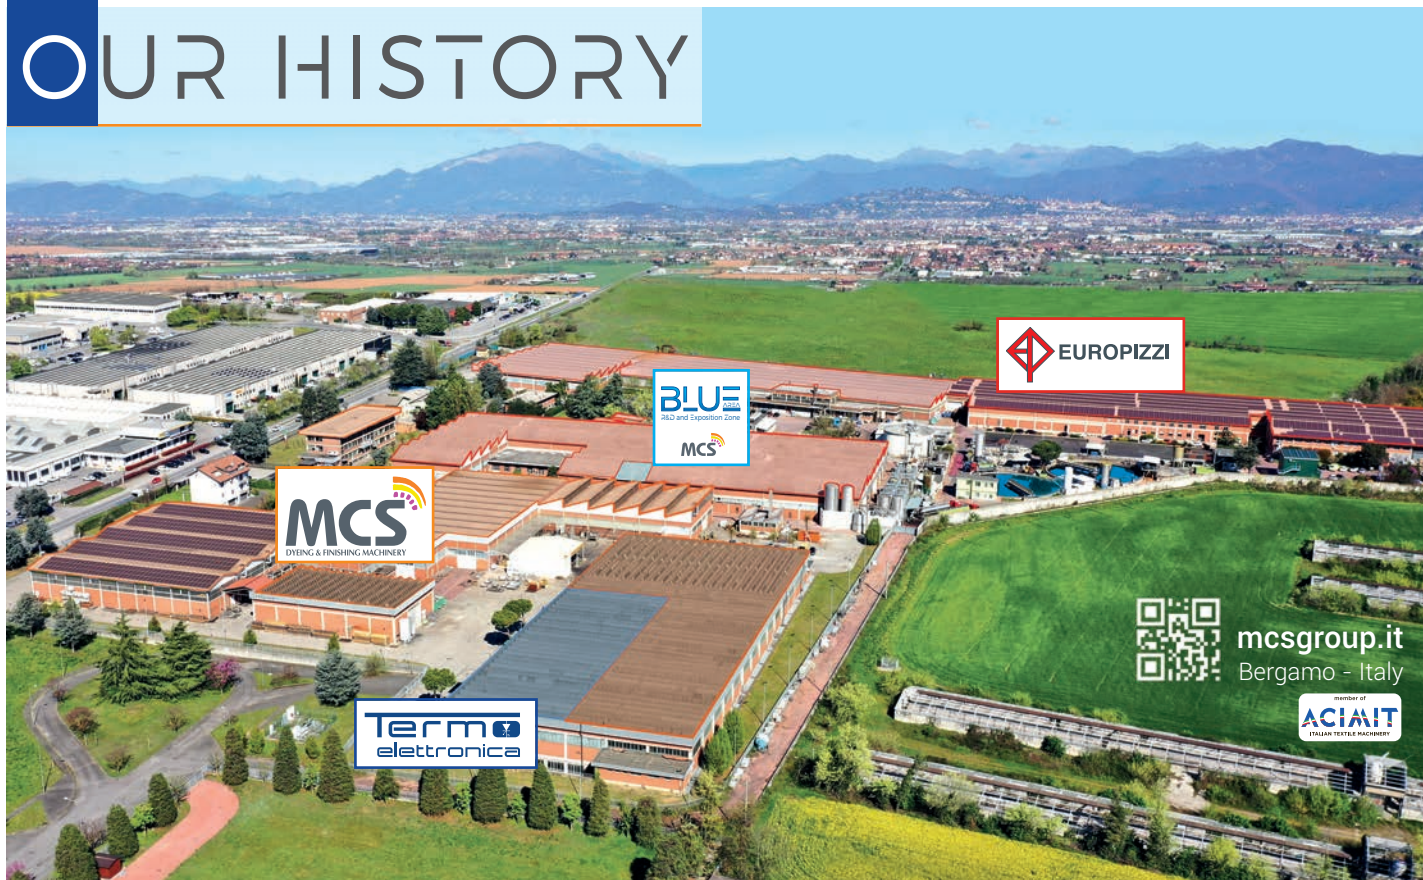 OUR HISTORY
EUROPIZZI
BLUE
AREA
R&D and Exposition Zone
MCS
MCS
DYEING & FINISHING MACHINERY
mcsgroup.it
Bergamo - Italy
member of
ACIMIT
ITALIAN TEXTILE MACHINERY
Termo
elettronica